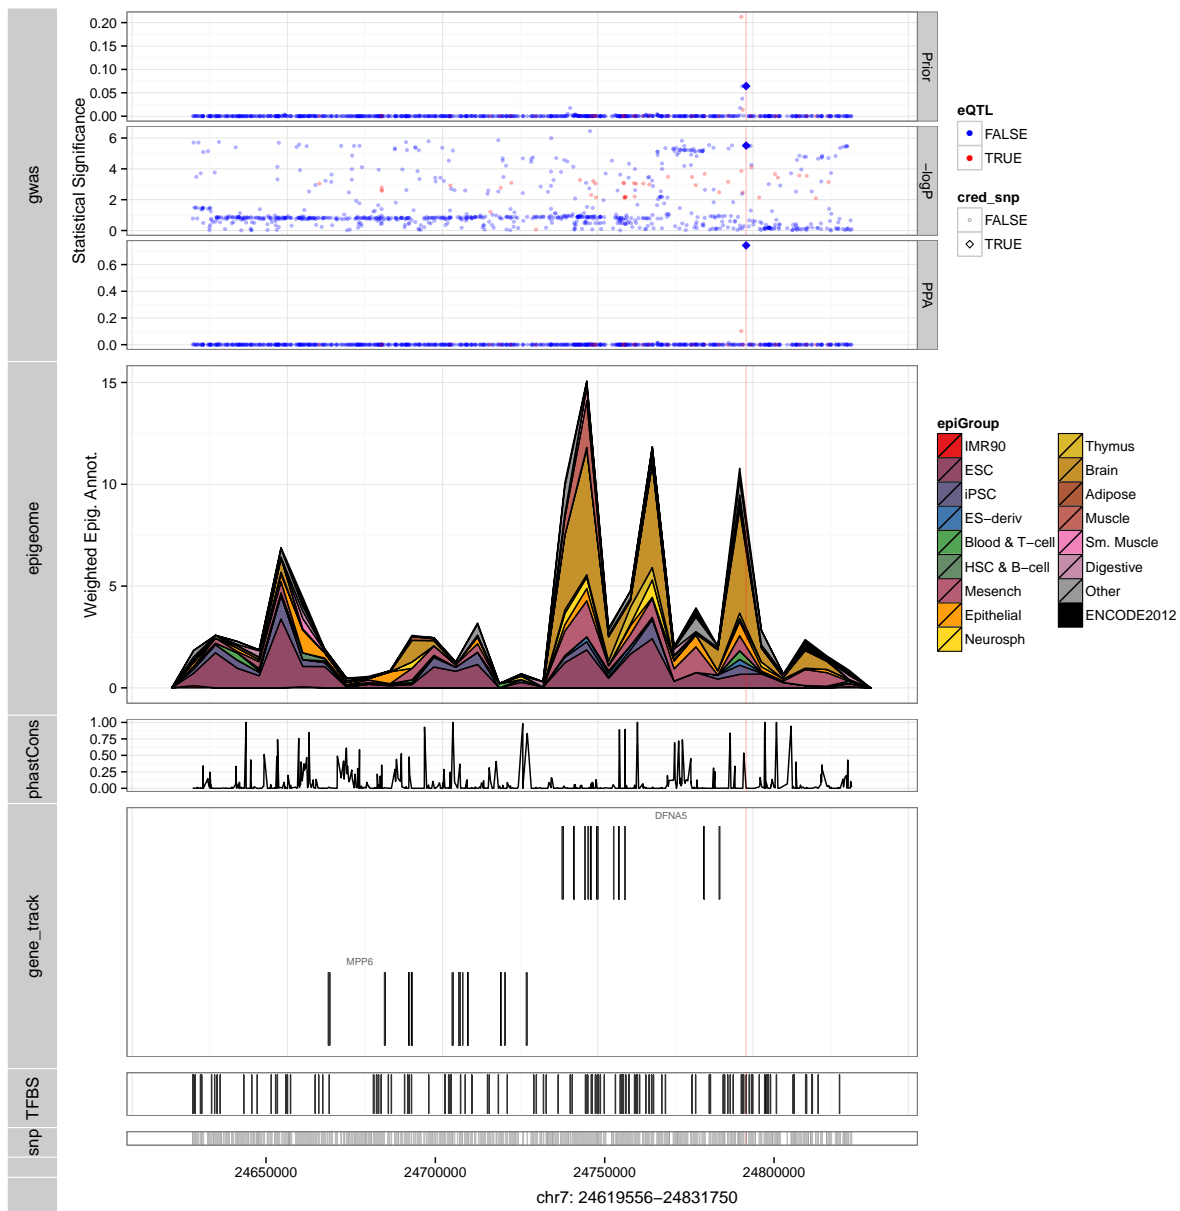 gwas
epigeome
phastCons
gene_track
TFBS
snp
Statistical Significance
0.20
0.15
0.10
0.05
0.00
Prior
6
4
2
0
−logP
0.6
0.4
0.2
0.0
PPA
eQTL
FALSE
TRUE
cred_snp
FALSE
TRUE
Weighted Epig. Annot.
15
10
5
0
epiGroup
IMR90
ESC
iPSC
ES−deriv
Blood & T−cell
HSC & B−cell
Mesench
Epithelial
Neurosph
Thymus
Brain
Adipose
Muscle
Sm. Muscle
Digestive
Other
ENCODE2012
1.00
0.75
0.50
0.25
0.00
DFNA5
MPP6
24650000 24700000 24750000 24800000
chr7: 24619556−24831750